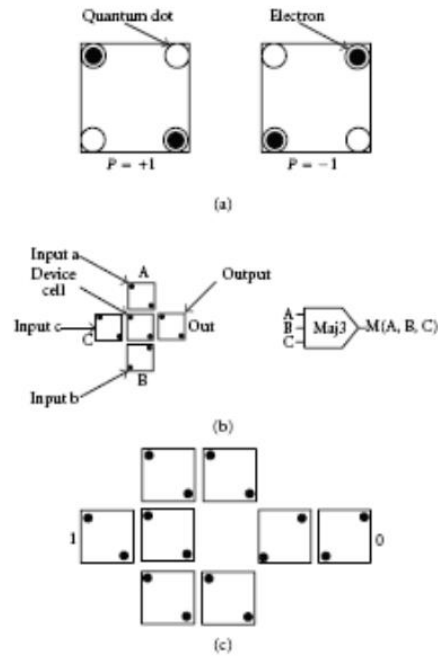 Quantum dot Electron
P = +1 P = −1
(a)
Input a A
Device cell Output
Input c C Out
B
Input b
A
B Maj3 M(A, B, C)
C
(b)
1 0
(c)